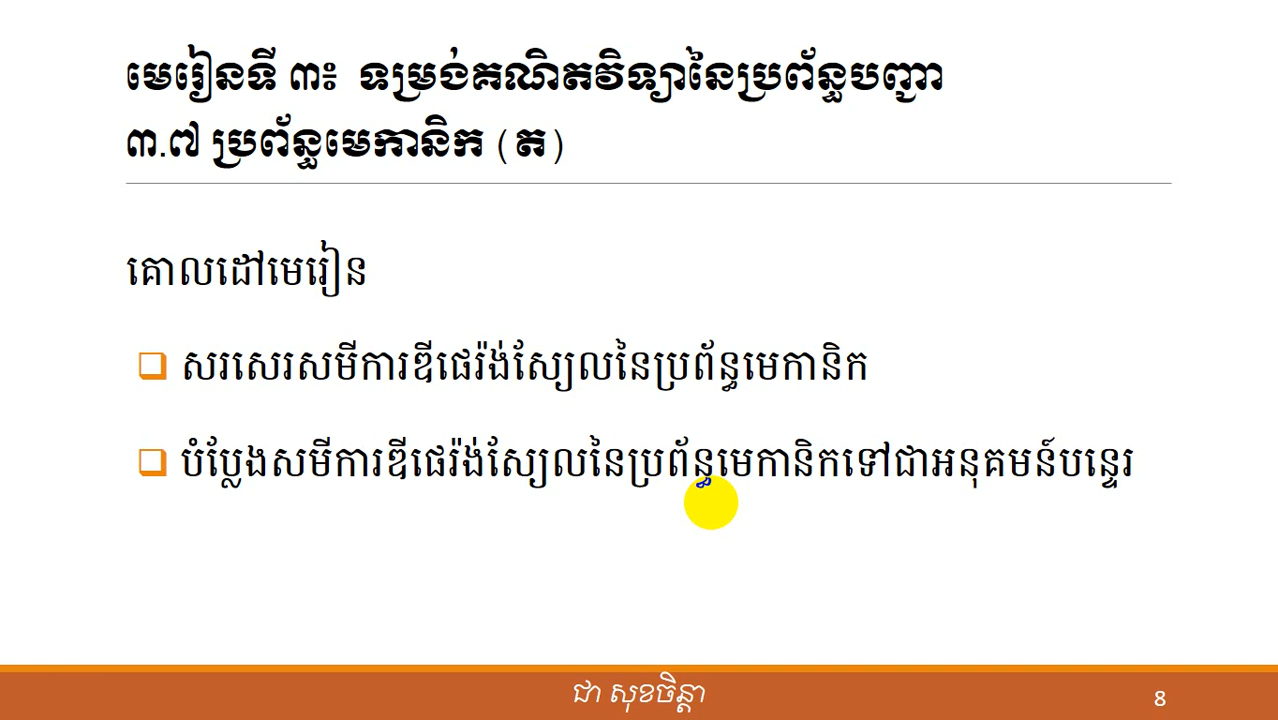 មេរៀនទី ៣៖ ទម្រង់គណិតវិទ្យានៃប្រព័ន្ធបញ្ជា
៣.៧ ប្រព័ន្ធមេកានិក (ត)
គោលដៅមេរៀន
សរសេរសមីការឌីផេរ៉ង់ស្យែលនៃប្រព័ន្ធមេកានិក
បំប្លែងសមីការឌីផេរ៉ង់ស្យែលនៃប្រព័ន្ធមេកានិកទៅជាអនុគមន៍បន្ទេរ
ជា សុខចិន្តា
8